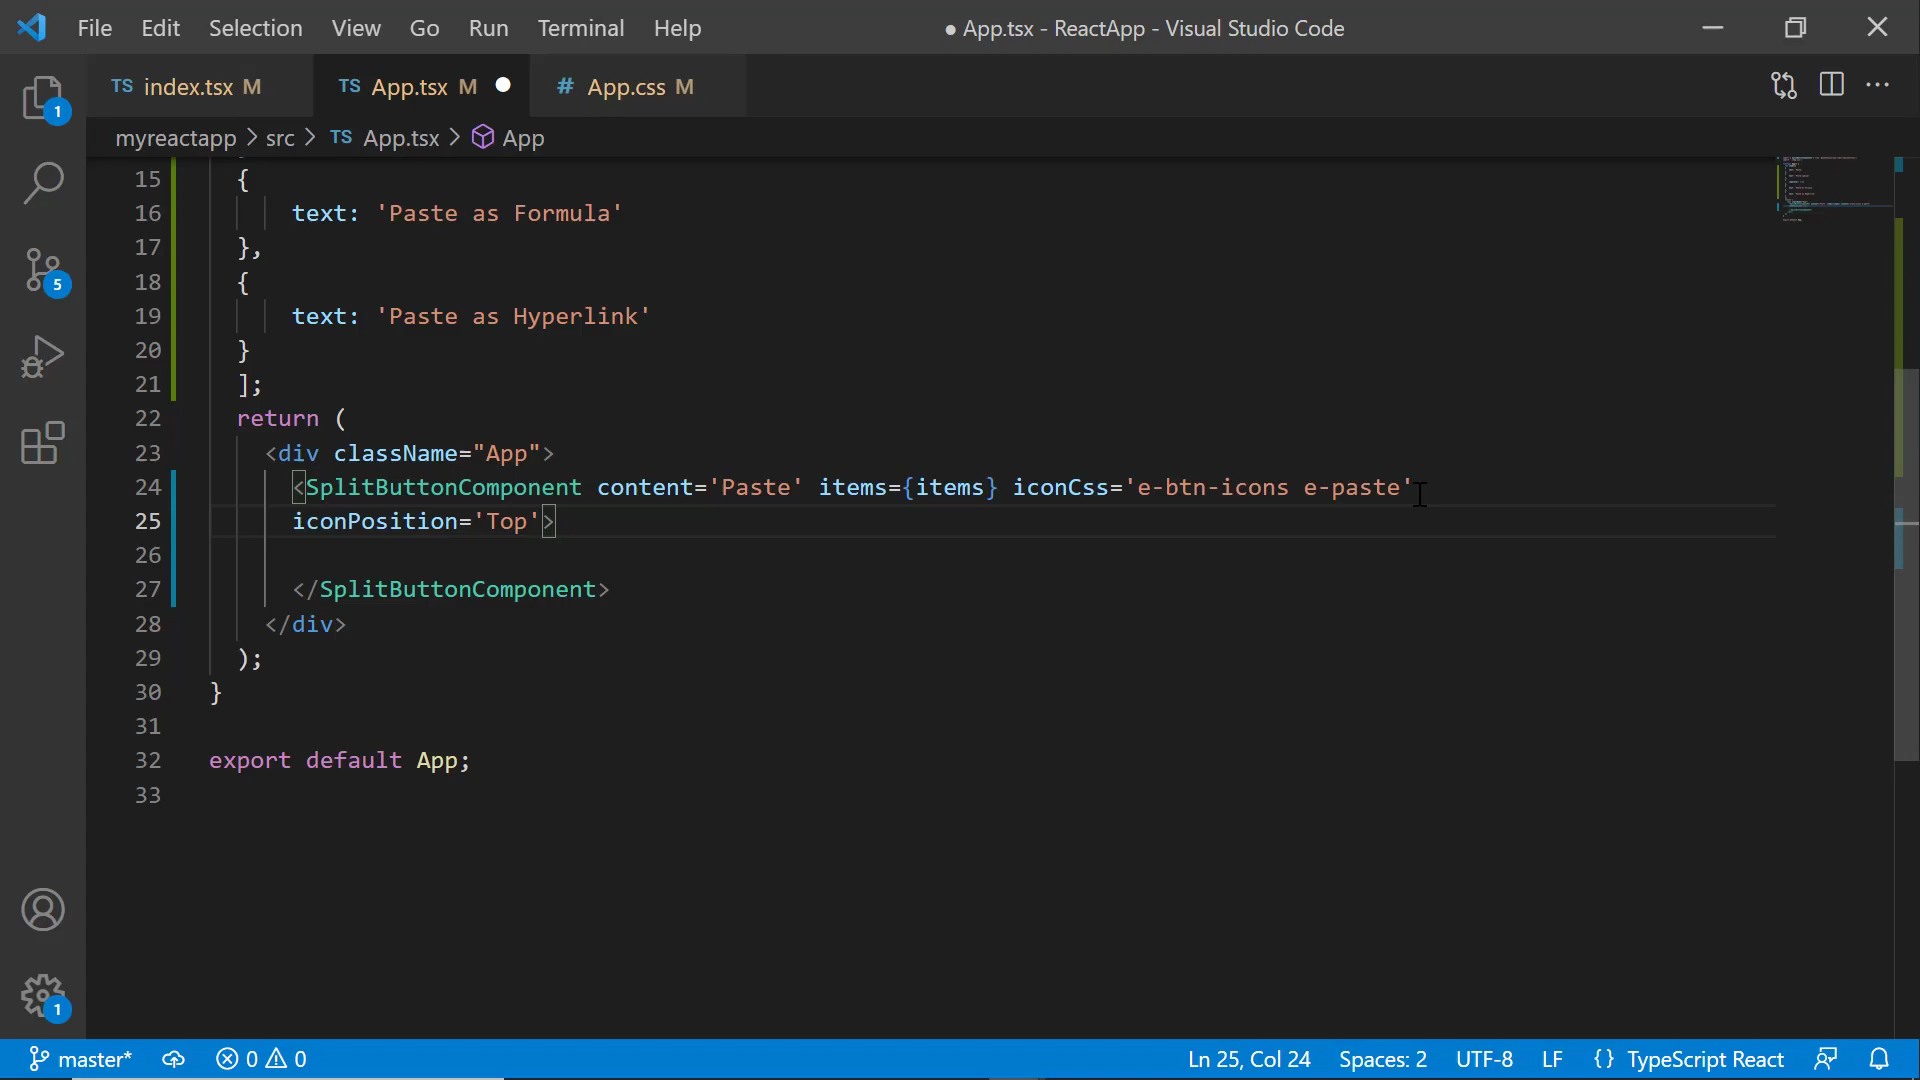 File Edit Selection View Go Run Terminal Help ● App.tsx - ReactApp - Visual Studio Code
TS index.tsx M TS App.tsx M # App.css M
myreactapp > src > TS App.tsx > App
15 {
16 text: 'Paste as Formula'
17 },
18 {
19 text: 'Paste as Hyperlink'
20 }
21 ];
22 return (
23 <div className="App">
24 <SplitButtonComponent content='Paste' items={items} iconCss='e-btn-icons e-paste'
25 iconPosition='Top'>
26
27 </SplitButtonComponent>
28 </div>
29 );
30 }
31
32 export default App;
33
1
5
1
master* 0 0 Ln 25, Col 24 Spaces: 2 UTF-8 LF {} TypeScript React